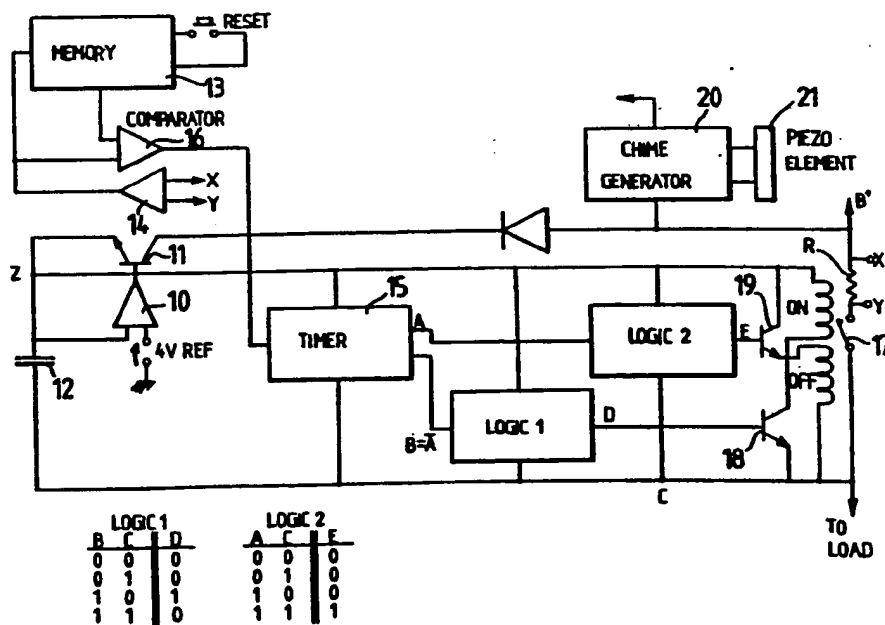 RESET
MEMORY
13
COMPARATOR
16
X
Y
14
20
21
CHIME
GENERATOR
PIEZO
ELEMENT
B+
11
R
X
Z
10
15
19
ON
Y
4V REF
TIMER
A
LOGIC 2
E
17
12
OFF
LOGIC 1
D
B=A̅
18
C
TO
LOAD
LOGIC 1
B C D
0 0 0
0 1 0
1 0 1
1 1 0
LOGIC 2
A C E
0 0 0
0 1 0
1 0 0
1 1 1